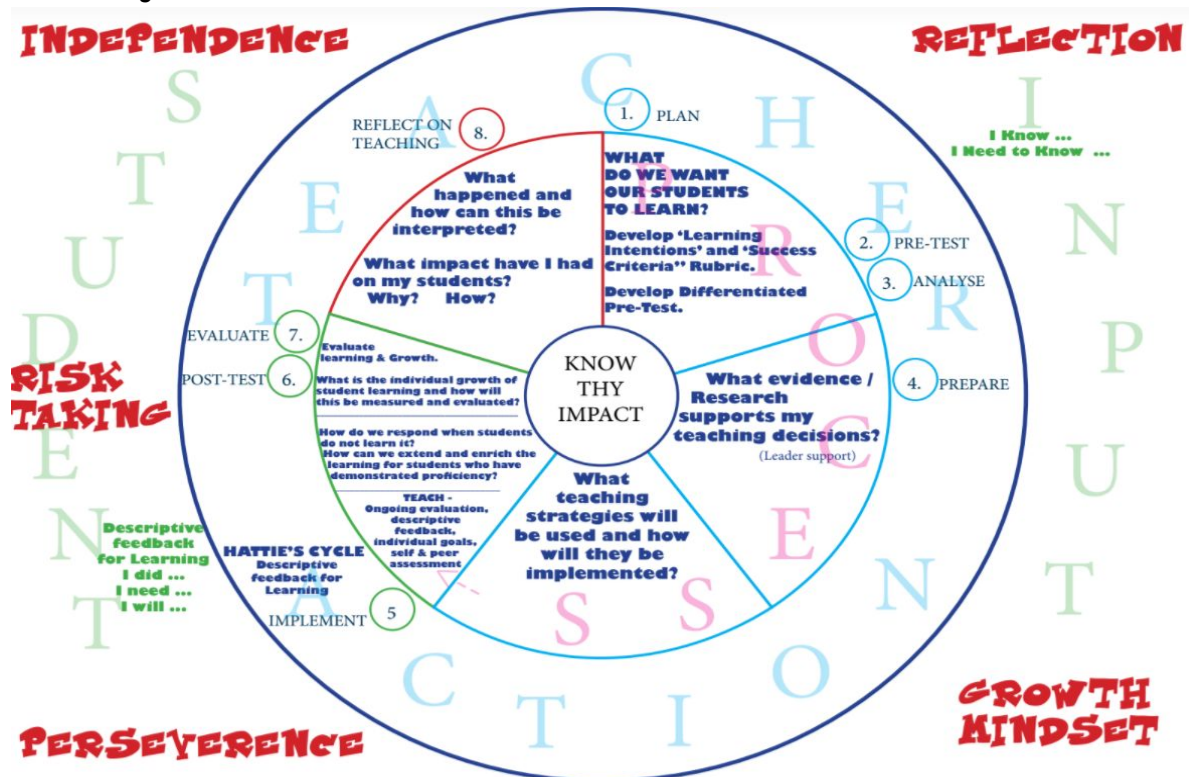 INDEPENDENCE
REFLECTION
STUDENT
INPUT
TEACHER
ACTION
PROCESS
I Know ...
I Need to Know ...
1. PLAN
WHAT
DO WE WANT
OUR STUDENTS
TO LEARN?
Develop ‘Learning
Intentions’ and ‘Success
Criteria” Rubric.
Develop Differentiated
Pre-Test.
2. PRE-TEST
3. ANALYSE
4. PREPARE
What evidence /
Research
supports my
teaching decisions?
(Leader support)
What
teaching
strategies will
be used and how
will they be
implemented?
5
IMPLEMENT
HATTIE'S CYCLE
Descriptive
feedback for
Learning
TEACH -
Ongoing evaluation,
descriptive
feedback,
individual goals,
self & peer
assessment
POST-TEST 6.
EVALUATE 7.
Evaluate
learning & Growth.
What is the individual growth of
student learning and how will
this be measured and evaluated?
How do we respond when students
do not learn it?
How can we extend and enrich the
learning for students who have
demonstrated proficiency?
REFLECT ON
TEACHING
8.
What
happened and
how can this be
interpreted?
What impact have I had
on my students?
Why? How?
KNOW
THY
IMPACT
RISK
TAKING
Descriptive
feedback
for Learning
I did ...
I need ...
I will ...
PERSEVERENCE
GROWTH
MINDSET